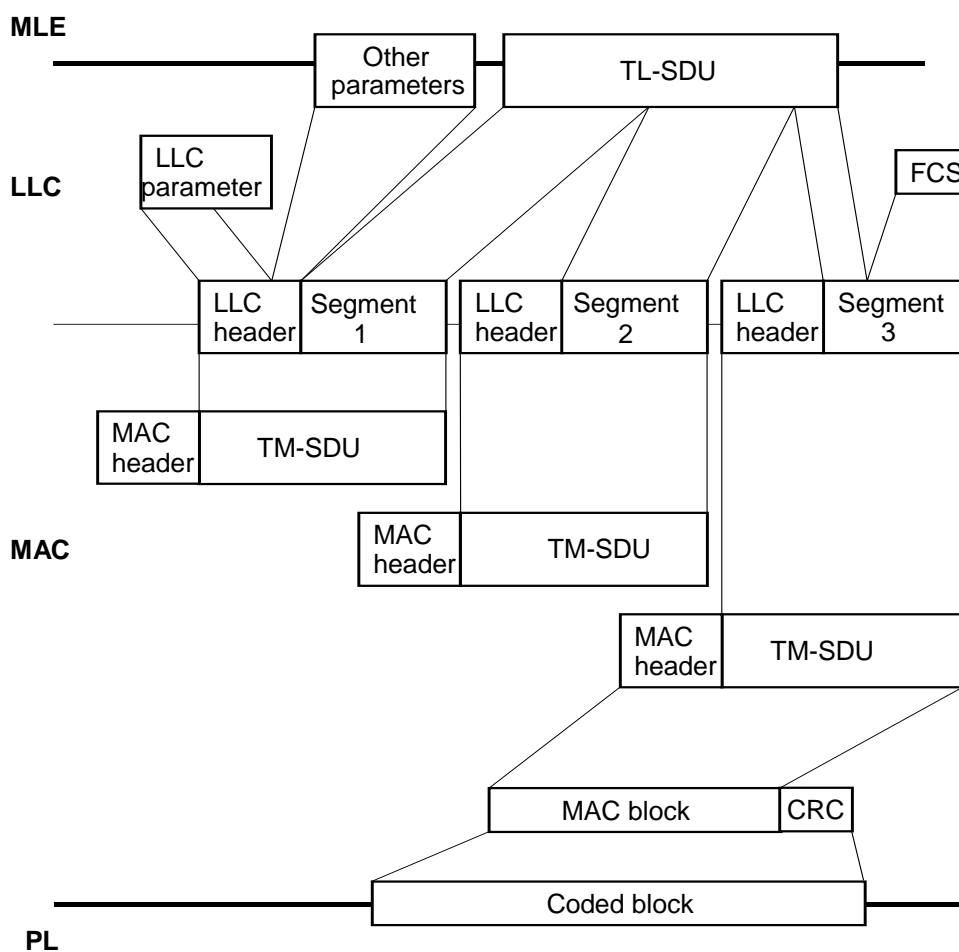 MLE
Other
parameters
TL-SDU
LLC
LLC
parameter
FCS
LLC
header
Segment
1
LLC
header
Segment
2
LLC
header
Segment
3
MAC
header
TM-SDU
MAC
MAC
header
TM-SDU
MAC
header
TM-SDU
MAC block
CRC
Coded block
PL